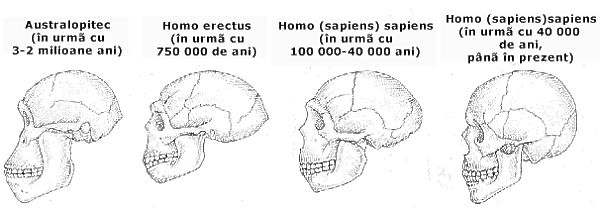 Australopitec
(în urmă cu
3-2 milioane ani)
Homo erectus
(în urmă cu
750 000 de ani)
Homo (sapiens) sapiens
(în urmă cu
100 000-40 000 ani)
Homo (sapiens)sapiens
(în urmă cu 40 000
de ani,
până în prezent)